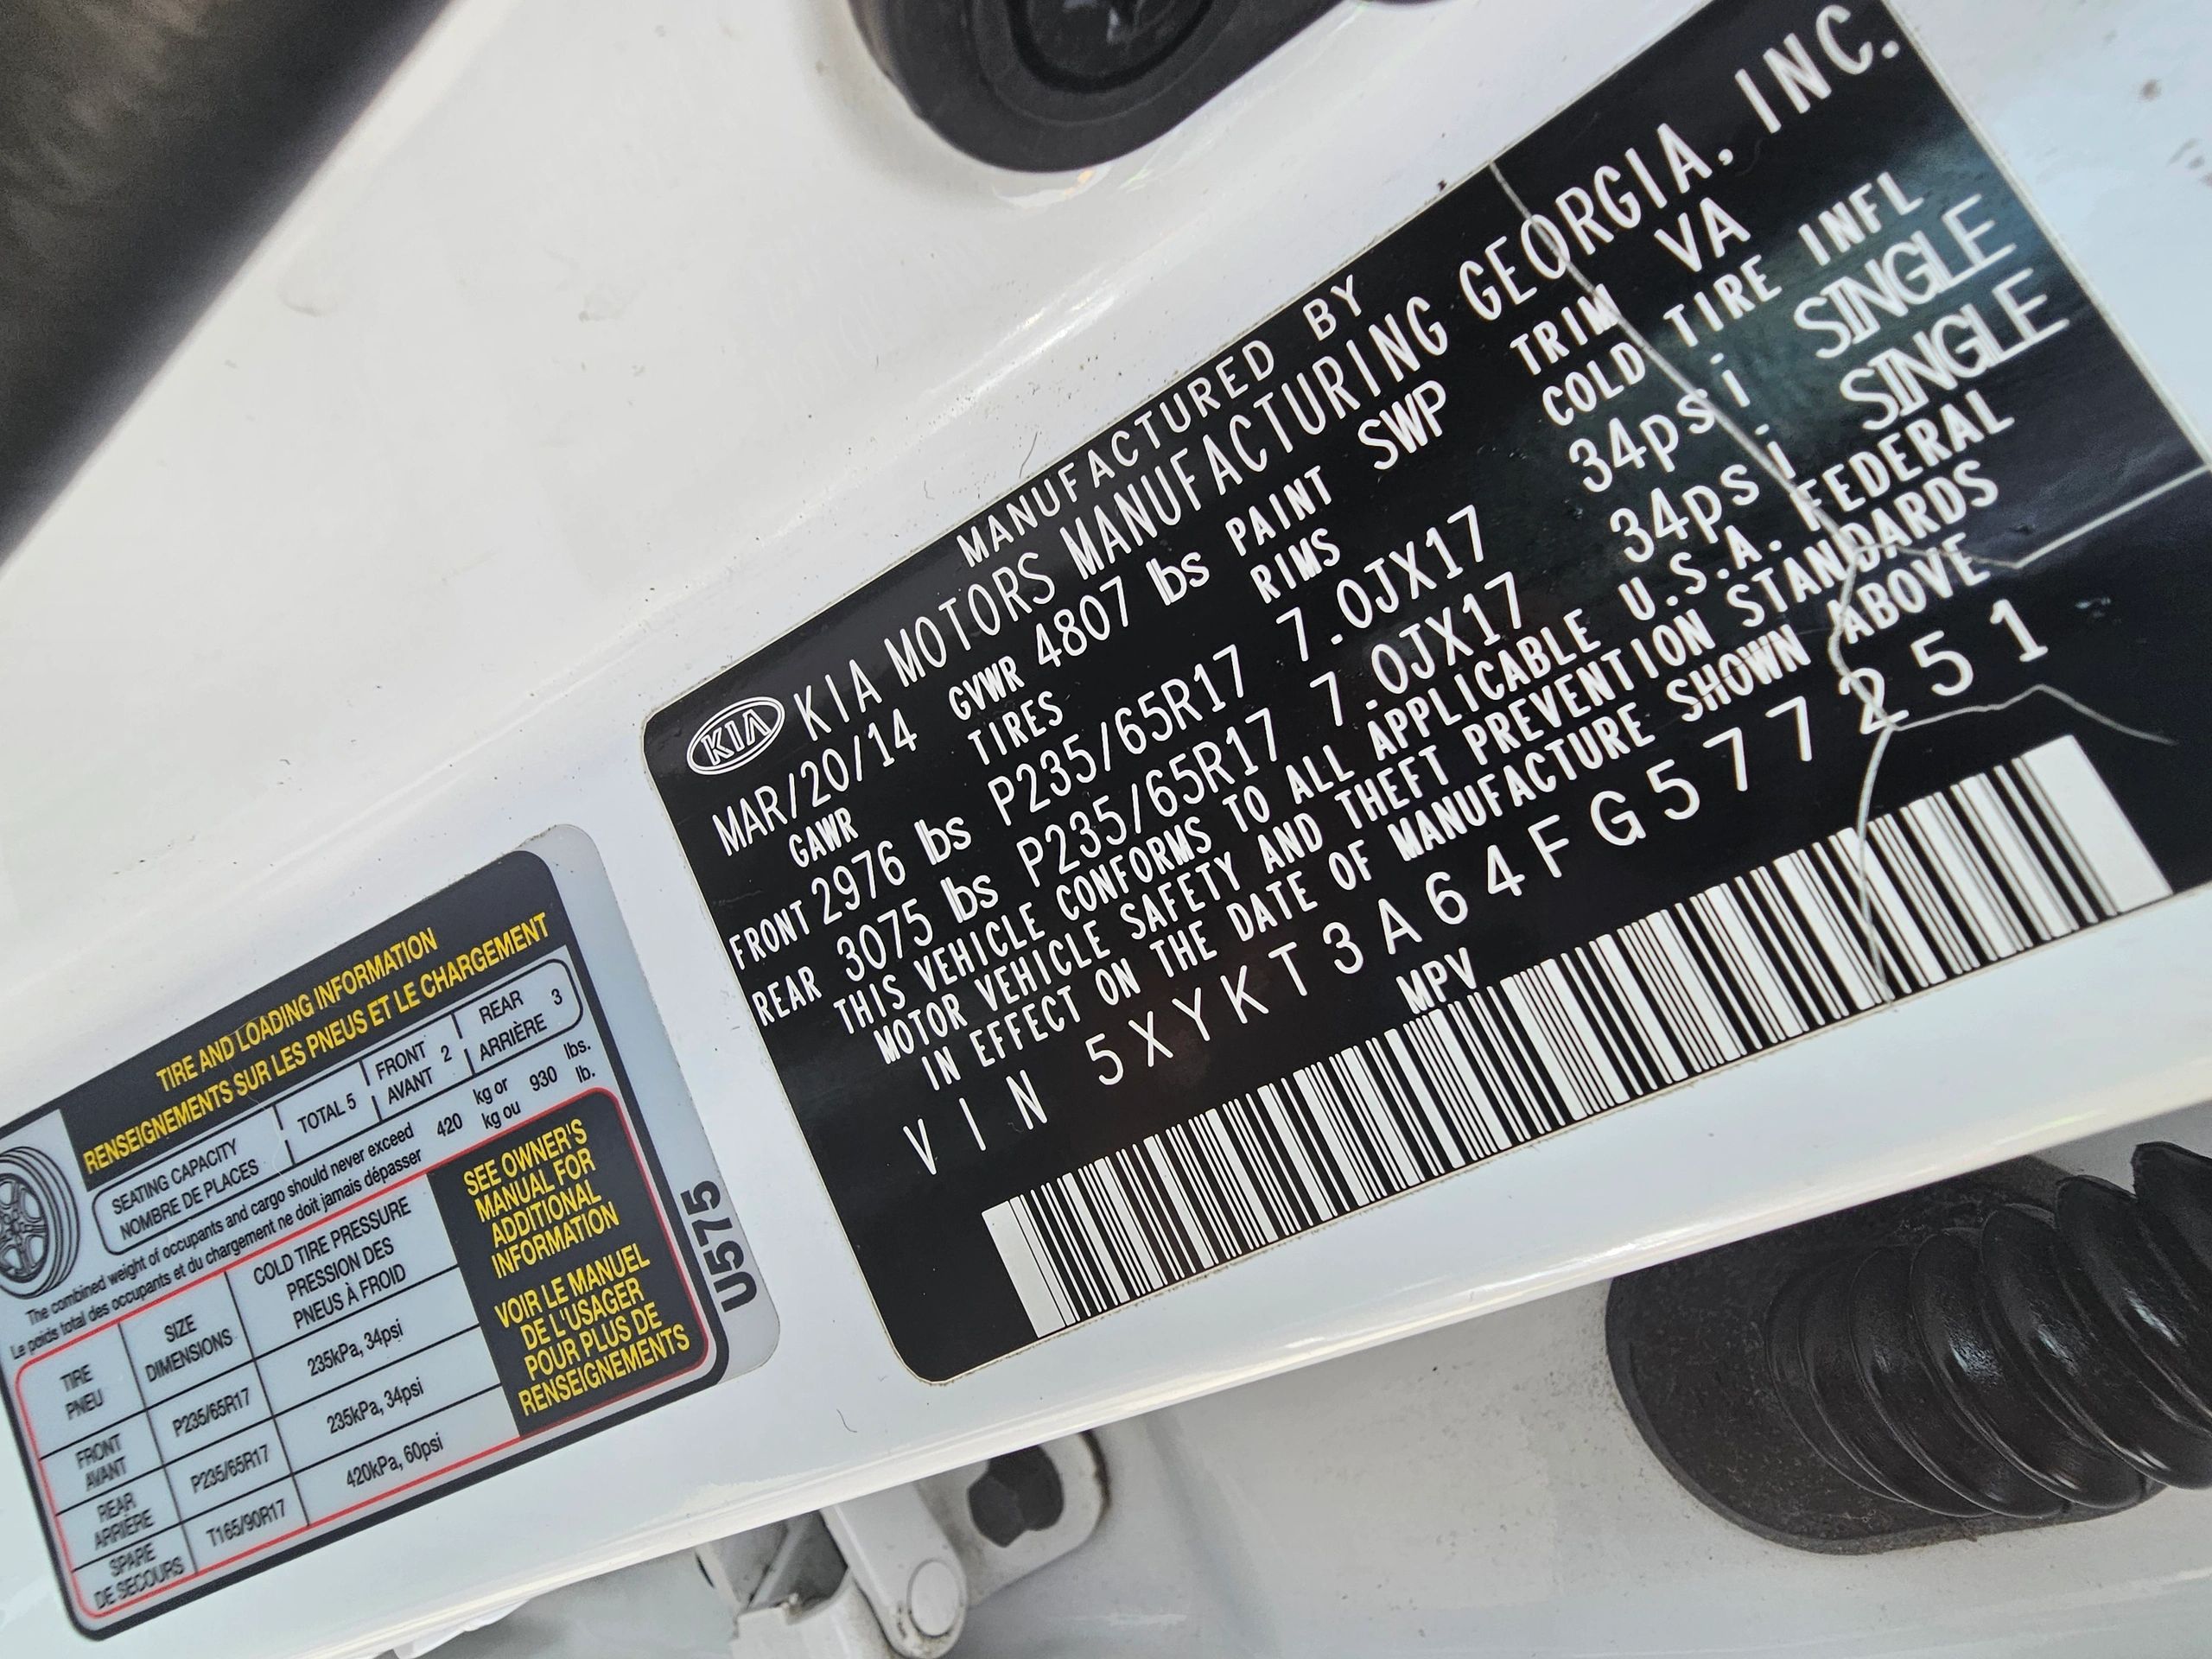 MANUFACTURED BY
KIA KIA MOTORS MANUFACTURING GEORGIA, INC.
MAR/20/14 GVWR 4807 lbs PAINT SWP TRIM VA
GAWR TIRES RIMS COLD TIRE INFL
FRONT 2976 lbs P235/65R17 7.0JX17 34psi SINGLE
REAR 3075 lbs P235/65R17 7.0JX17 34psi SINGLE
THIS VEHICLE CONFORMS TO ALL APPLICABLE U.S.A. FEDERAL
MOTOR VEHICLE SAFETY AND THEFT PREVENTION STANDARDS
IN EFFECT ON THE DATE OF MANUFACTURE SHOWN ABOVE
VIN 5XYKT3A64FG577251
MPV
TIRE AND LOADING INFORMATION
RENSEIGNEMENTS SUR LES PNEUS ET LE CHARGEMENT
SEATING CAPACITY
NOMBRE DE PLACES
TOTAL 5
FRONT
AVANT
2
REAR
ARRIÈRE
3
The combined weight of occupants and cargo should never exceed 420 kg or 930 lbs.
Le poids total des occupants et du chargement ne doit jamais dépasser kg ou lb.
TIRE
PNEU
SIZE
DIMENSIONS
COLD TIRE PRESSURE
PRESSION DES
PNEUS À FROID
FRONT
AVANT
P235/65R17
235kPa, 34psi
REAR
ARRIÈRE
P235/65R17
235kPa, 34psi
SPARE
DE SECOURS
T165/90R17
420kPa, 60psi
SEE OWNER'S
MANUAL FOR
ADDITIONAL
INFORMATION
VOIR LE MANUEL
DE L'USAGER
POUR PLUS DE
RENSEIGNEMENTS
U575